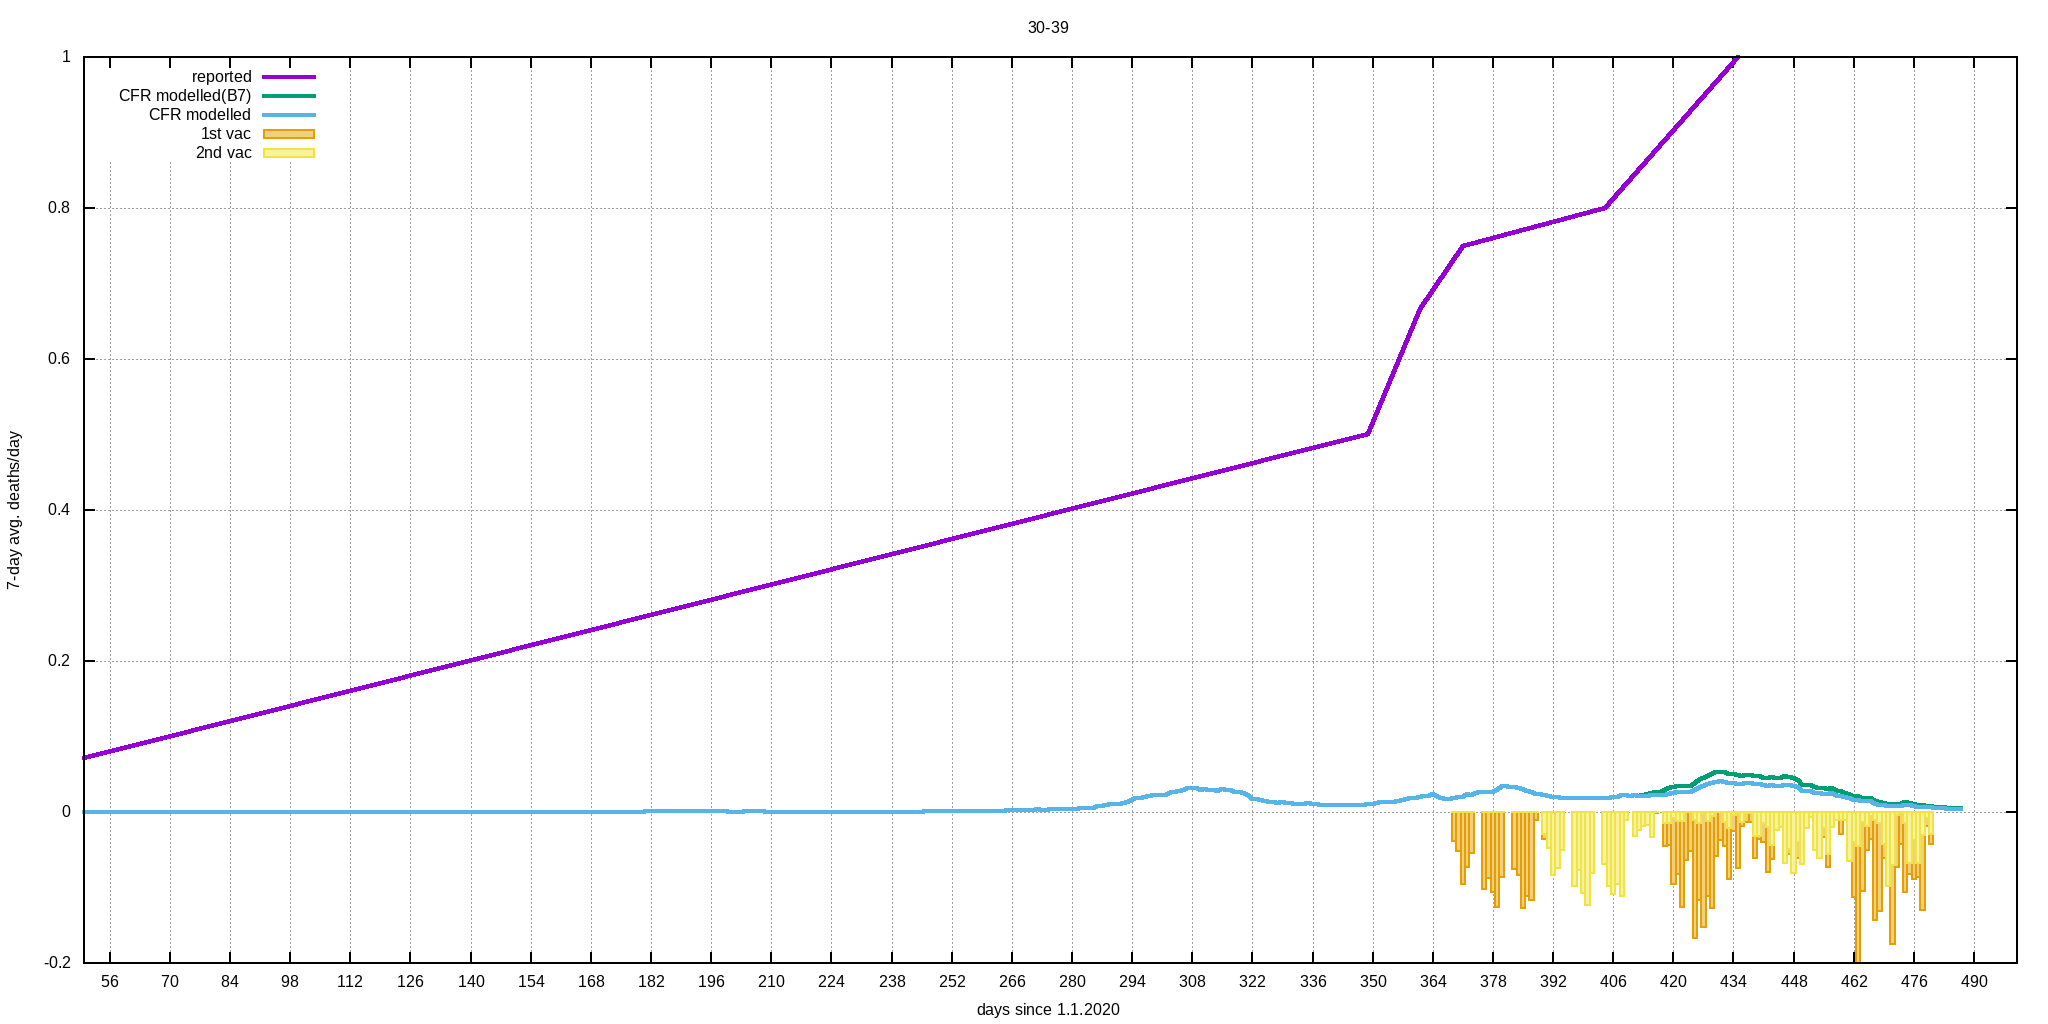 30-39
reported
CFR modelled(B7)
CFR modelled
1st vac
2nd vac
1
0.8
0.6
0.4
0.2
0
-0.2
7-day avg. deaths/day
56 70 84 98 112 126 140 154 168 182 196 210 224 238 252 266 280 294 308 322 336 350 364 378 392 406 420 434 448 462 476 490
days since 1.1.2020